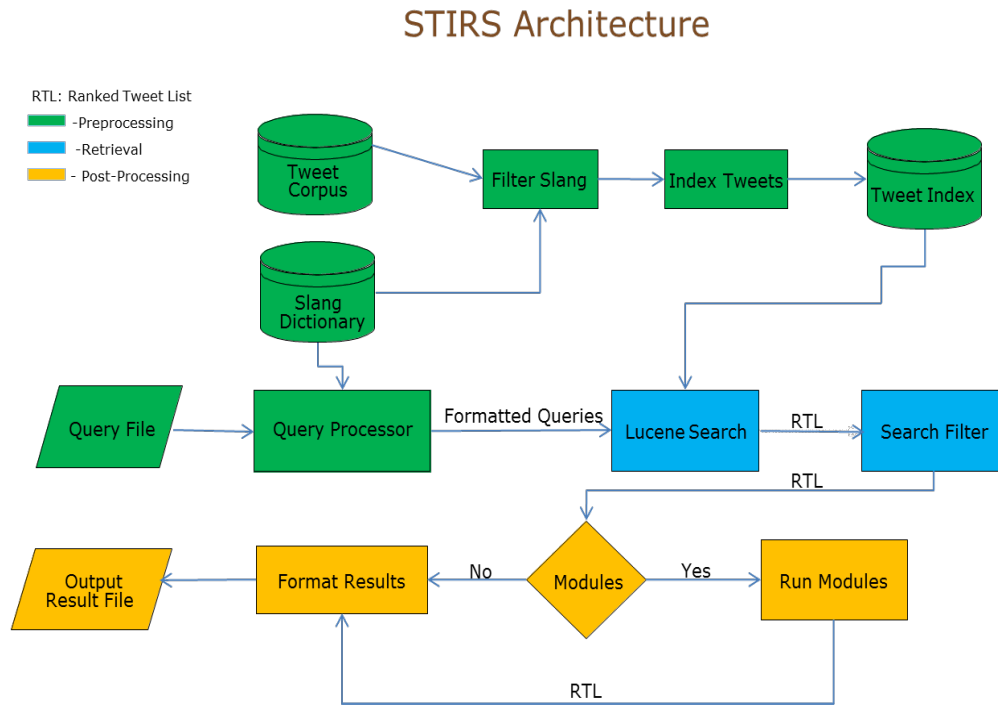 STIRS Architecture
RTL: Ranked Tweet List
-Preprocessing
-Retrieval
- Post-Processing
Tweet
Corpus
Filter Slang
Index Tweets
Tweet Index
Slang
Dictionary
Query File
Query Processor
Formatted Queries
Lucene Search
RTL
Search Filter
RTL
Output
Result File
Format Results
No
Modules
Yes
Run Modules
RTL